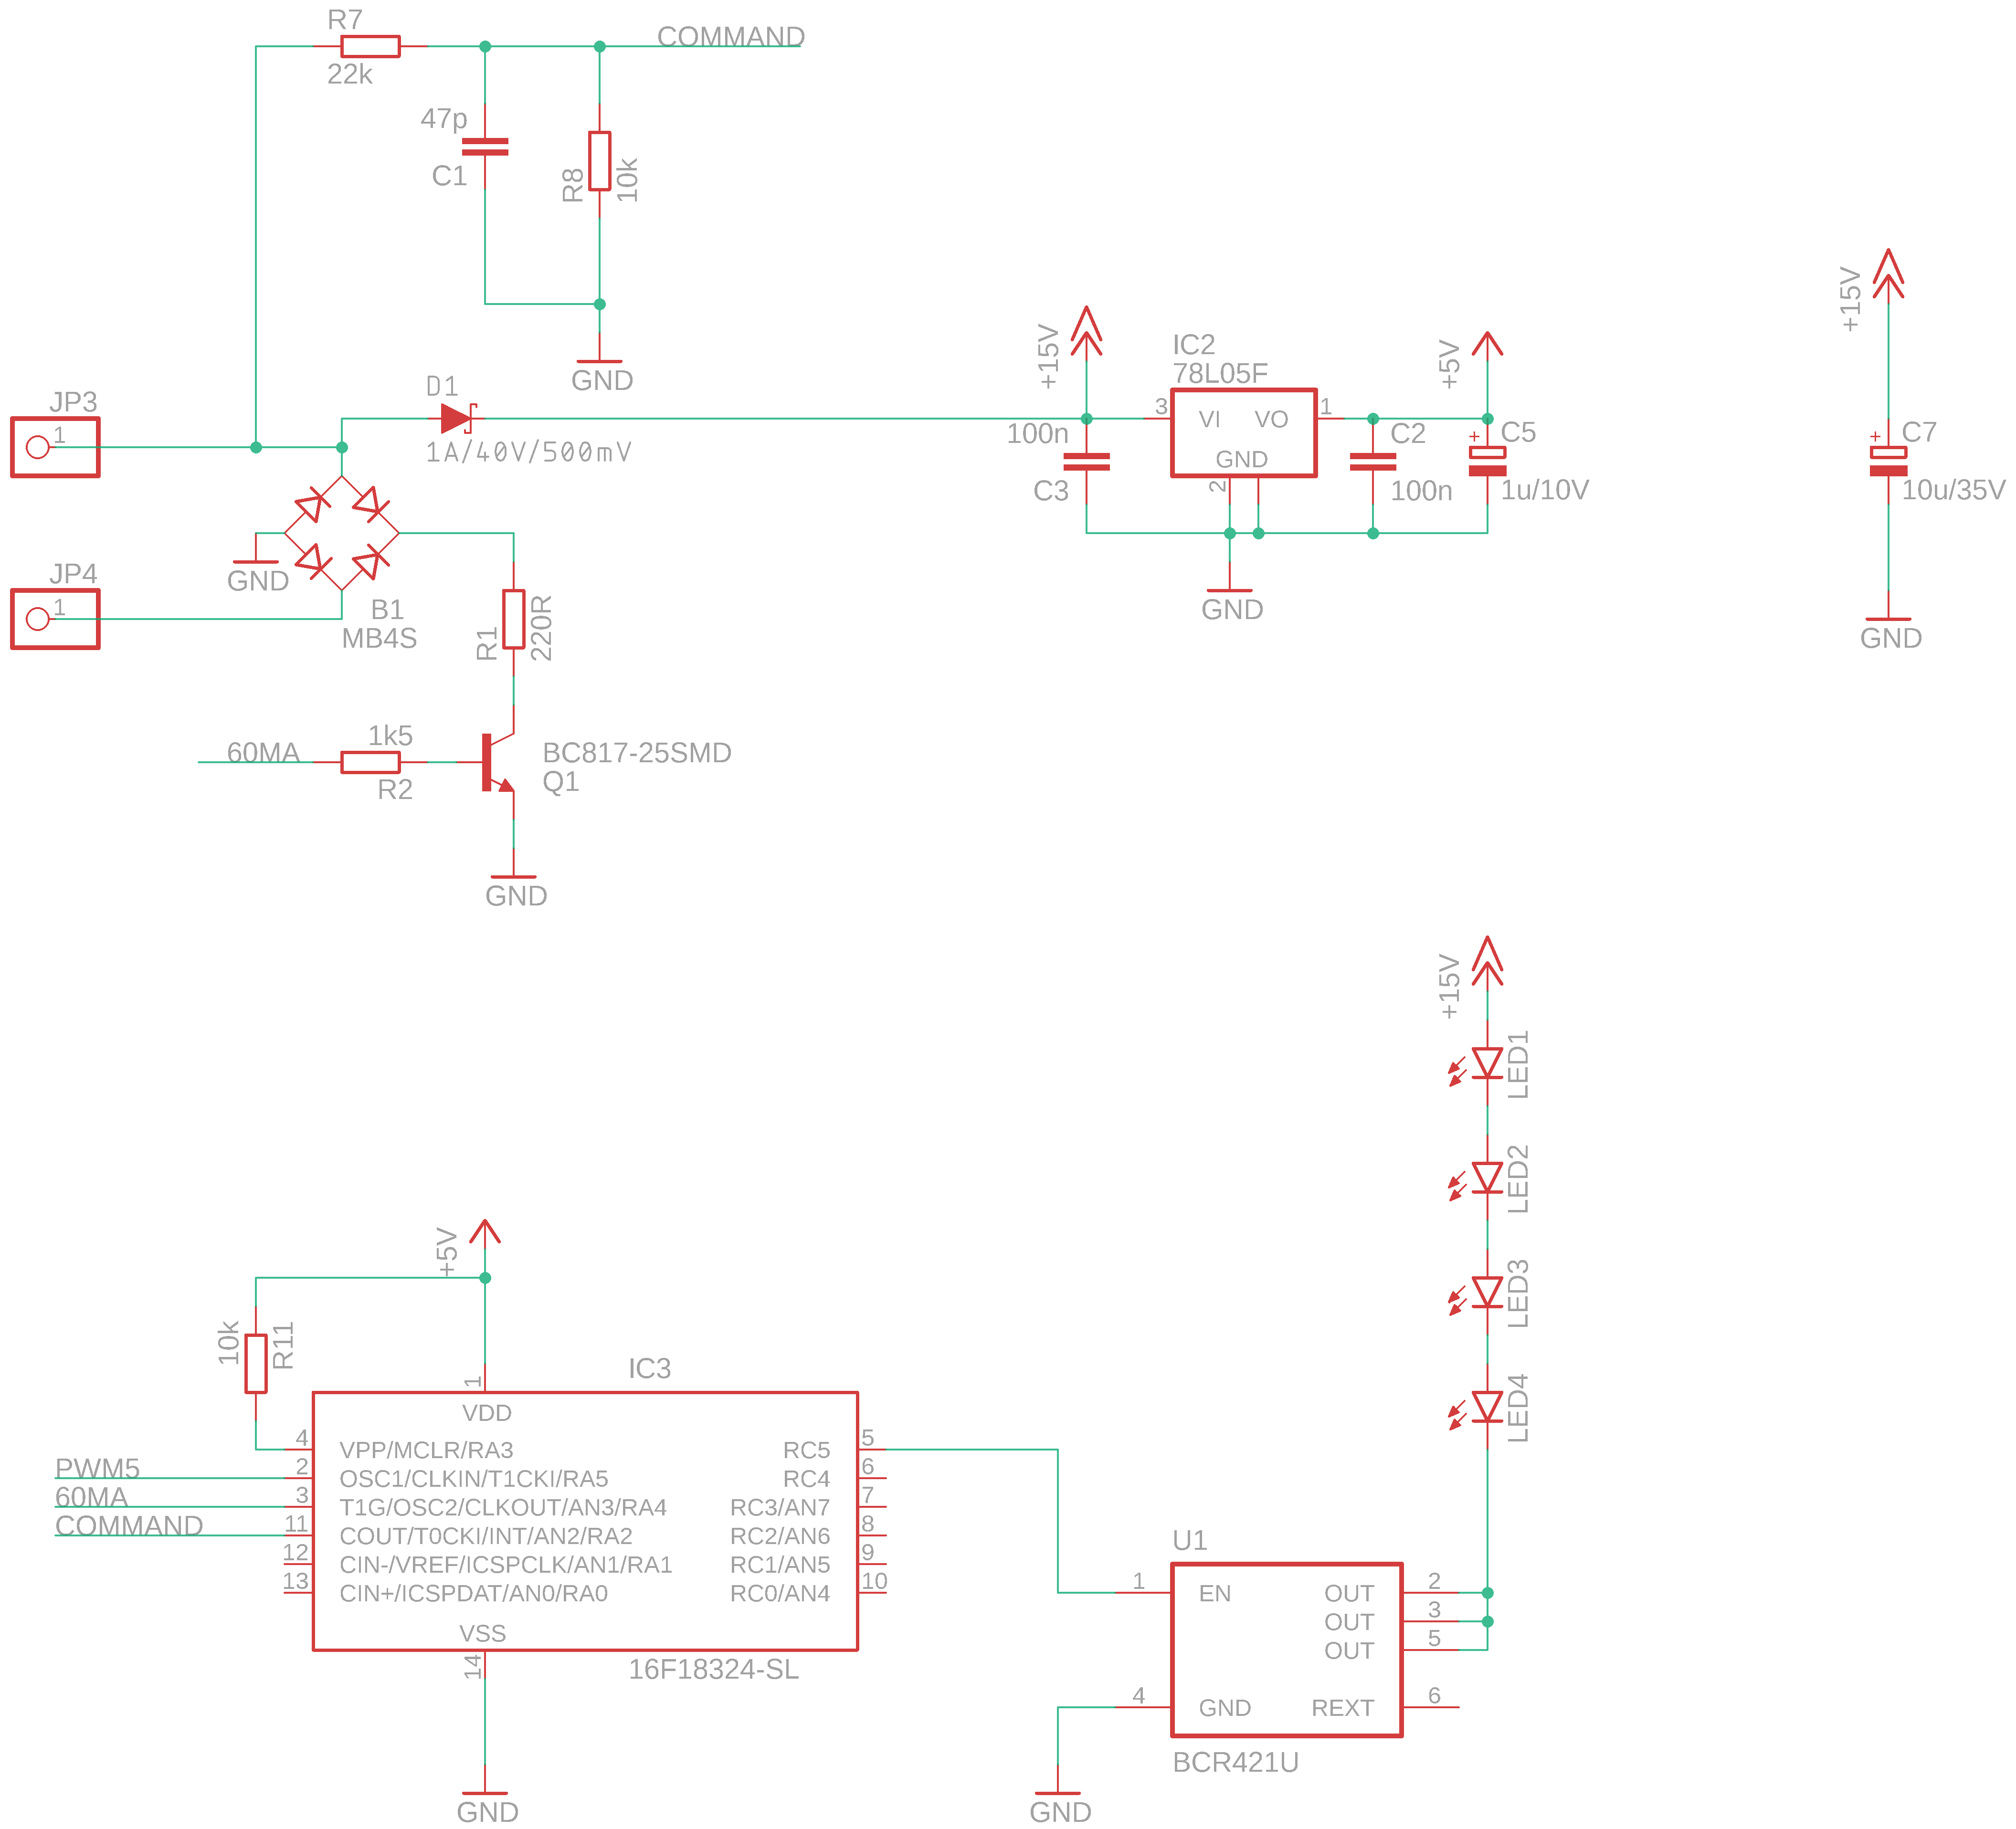 R7
22k
COMMAND
47p
C1
R8
10k
GND
JP3
1
D1
1A/40V/500mV
+15V
100n
C3
IC2
78L05F
3
VI
VO
1
GND
2
+5V
C2
100n
+
C5
1u/10V
GND
+15V
+
C7
10u/35V
GND
GND
JP4
1
B1
MB4S
R1
220R
60MA
1k5
R2
BC817-25SMD
Q1
GND
+15V
LED1
LED2
LED3
LED4
+5V
10k
R11
IC3
1
VDD
4 VPP/MCLR/RA3 RC5 5
PWM5 2 OSC1/CLKIN/T1CKI/RA5 RC4 6
60MA 3 T1G/OSC2/CLKOUT/AN3/RA4 RC3/AN7 7
COMMAND 11 COUT/T0CKI/INT/AN2/RA2 RC2/AN6 8
12 CIN-/VREF/ICSPCLK/AN1/RA1 RC1/AN5 9
13 CIN+/ICSPDAT/AN0/RA0 RC0/AN4 10
VSS
14
16F18324-SL
GND
U1
1 EN OUT 2
OUT 3
OUT 5
4 GND REXT 6
BCR421U
GND